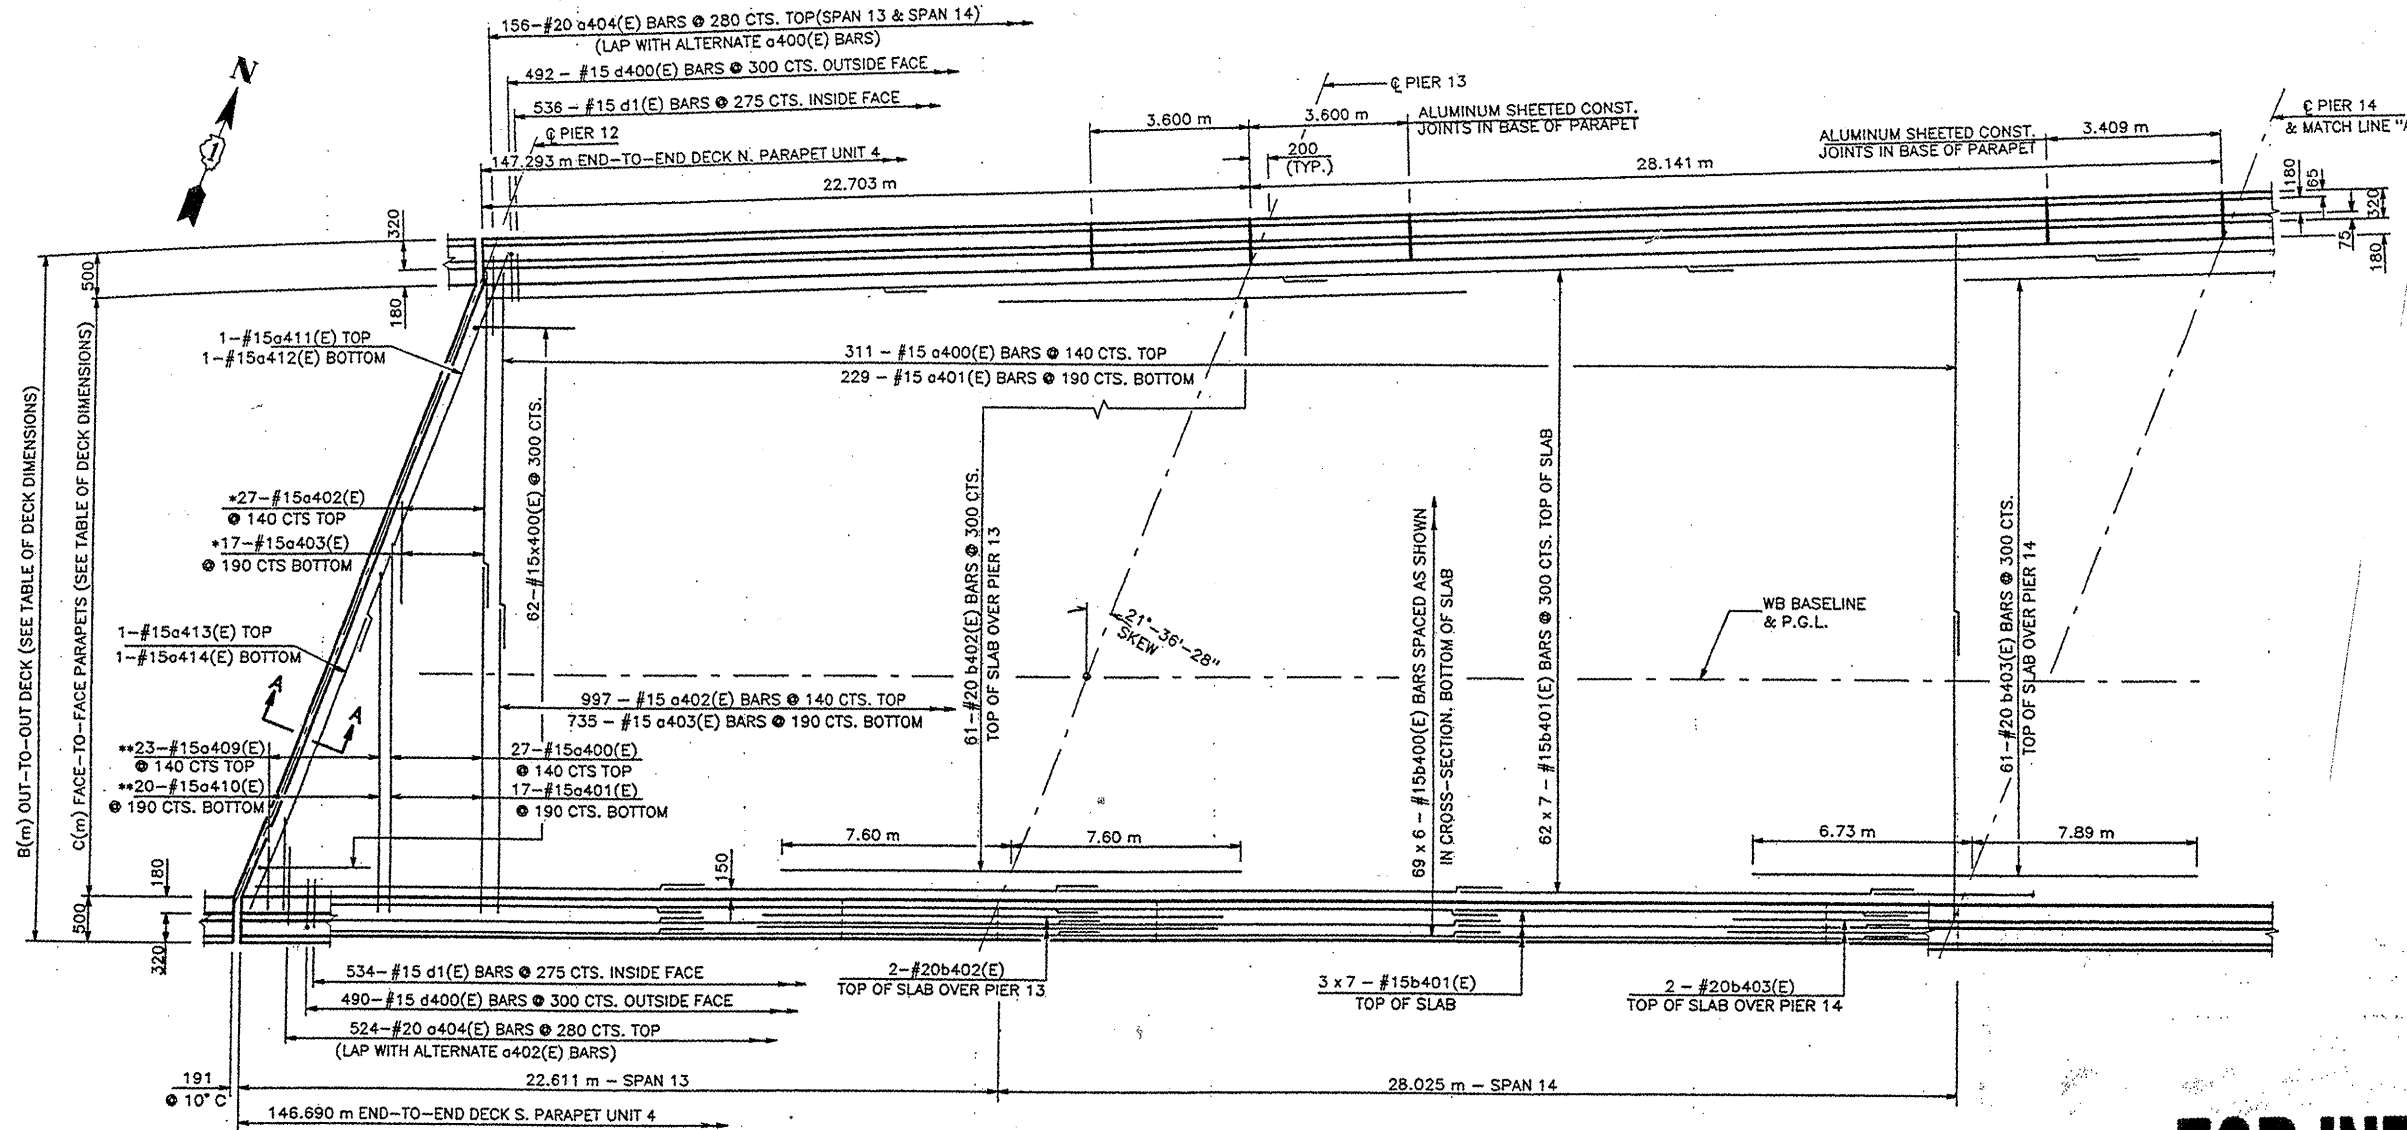 156-#20 a404(E) BARS @ 280 CTS. TOP(SPAN 13 & SPAN 14)
(LAP WITH ALTERNATE a400(E) BARS)
492 - #15 d400(E) BARS @ 300 CTS. OUTSIDE FACE
536 - #15 d1(E) BARS @ 275 CTS. INSIDE FACE
℄ PIER 12
147.293 m END-TO-END DECK N. PARAPET UNIT 4
22.703 m
N
1
℄ PIER 13
3.600 m
3.600 m
ALUMINUM SHEETED CONST.
JOINTS IN BASE OF PARAPET
200
(TYP.)
28.141 m
ALUMINUM SHEETED CONST.
JOINTS IN BASE OF PARAPET
3.409 m
℄ PIER 14
& MATCH LINE "A
180
65
320
75
180
320
500
180
B(m) OUT-TO-OUT DECK (SEE TABLE OF DECK DIMENSIONS)
C(m) FACE-TO-FACE PARAPETS (SEE TABLE OF DECK DIMENSIONS)
1-#15a411(E) TOP
1-#15a412(E) BOTTOM
311 - #15 a400(E) BARS @ 140 CTS. TOP
229 - #15 a401(E) BARS @ 190 CTS. BOTTOM
62-#15x400(E) @ 300 CTS.
*27-#15a402(E)
@ 140 CTS TOP
*17-#15a403(E)
@ 190 CTS BOTTOM
61-#20 b402(E) BARS @ 300 CTS.
TOP OF SLAB OVER PIER 13
69 x 6 - #15b400(E) BARS SPACED AS SHOWN
IN CROSS-SECTION, BOTTOM OF SLAB
62 x 7 - #15b401(E) BARS @ 300 CTS. TOP OF SLAB
61-#20 b403(E) BARS @ 300 CTS.
TOP OF SLAB OVER PIER 14
WB BASELINE
& P.G.L.
21°-36'-28"
SKEW
1-#15a413(E) TOP
1-#15a414(E) BOTTOM
A
A
997 - #15 a402(E) BARS @ 140 CTS. TOP
735 - #15 a403(E) BARS @ 190 CTS. BOTTOM
**23-#15a409(E)
@ 140 CTS TOP
**20-#15a410(E)
@ 190 CTS. BOTTOM
27-#15a400(E)
@ 140 CTS TOP
17-#15a401(E)
@ 190 CTS. BOTTOM
7.60 m
7.60 m
6.73 m
7.89 m
150
180
500
320
534-#15 d1(E) BARS @ 275 CTS. INSIDE FACE
490-#15 d400(E) BARS @ 300 CTS. OUTSIDE FACE
524-#20 a404(E) BARS @ 280 CTS. TOP
(LAP WITH ALTERNATE a402(E) BARS)
2-#20b402(E)
TOP OF SLAB OVER PIER 13
3 x 7 - #15b401(E)
TOP OF SLAB
2 - #20b403(E)
TOP OF SLAB OVER PIER 14
191
@ 10° C
22.611 m - SPAN 13
28.025 m - SPAN 14
146.690 m END-TO-END DECK S. PARAPET UNIT 4